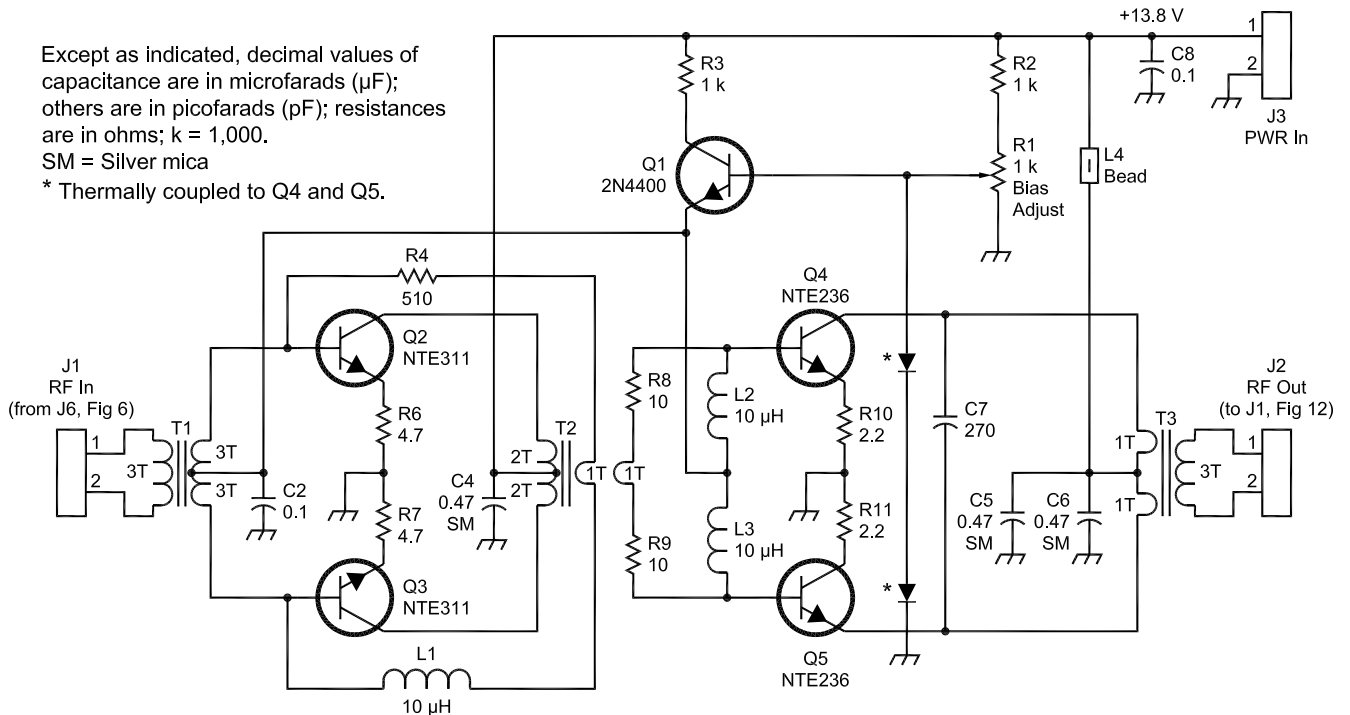 Except as indicated, decimal values of
capacitance are in microfarads (µF);
others are in picofarads (pF); resistances
are in ohms; k = 1,000.
SM = Silver mica
* Thermally coupled to Q4 and Q5.
+13.8 V
1
2
J3
PWR In
C8
0.1
R3
1 k
R2
1 k
Q1
2N4400
R1
1 k
Bias
Adjust
L4
Bead
R4
510
Q2
NTE311
Q4
NTE236
*
J1
RF In
(from J6, Fig 6)
1
2
T1
3T
3T
3T
C2
0.1
R6
4.7
R7
4.7
C4
0.47
SM
T2
2T
2T
1T
1T
R8
10
R9
10
L2
10 µH
L3
10 µH
R10
2.2
R11
2.2
C7
270
C5
0.47
SM
C6
0.47
SM
T3
1T
1T
3T
J2
RF Out
(to J1, Fig 12)
1
2
Q3
NTE311
*
Q5
NTE236
L1
10 µH